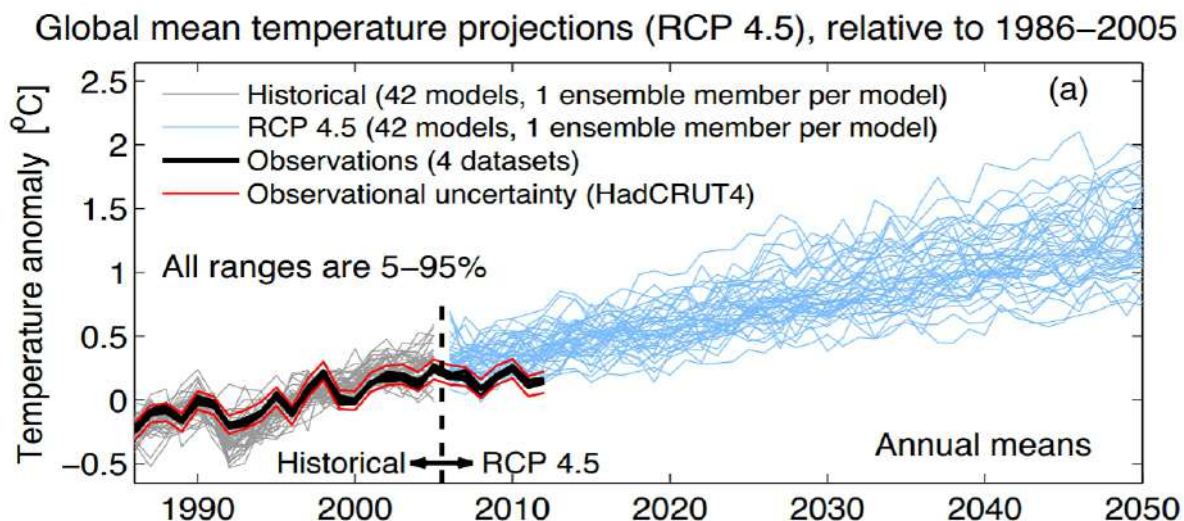 Global mean temperature projections (RCP 4.5), relative to 1986–2005
(a)
Temperature anomaly [ºC]
2.5
2
1.5
1
0.5
0
−0.5
Historical (42 models, 1 ensemble member per model)
RCP 4.5 (42 models, 1 ensemble member per model)
Observations (4 datasets)
Observational uncertainty (HadCRUT4)
All ranges are 5–95%
Historical RCP 4.5
Annual means
1990 2000 2010 2020 2030 2040 2050